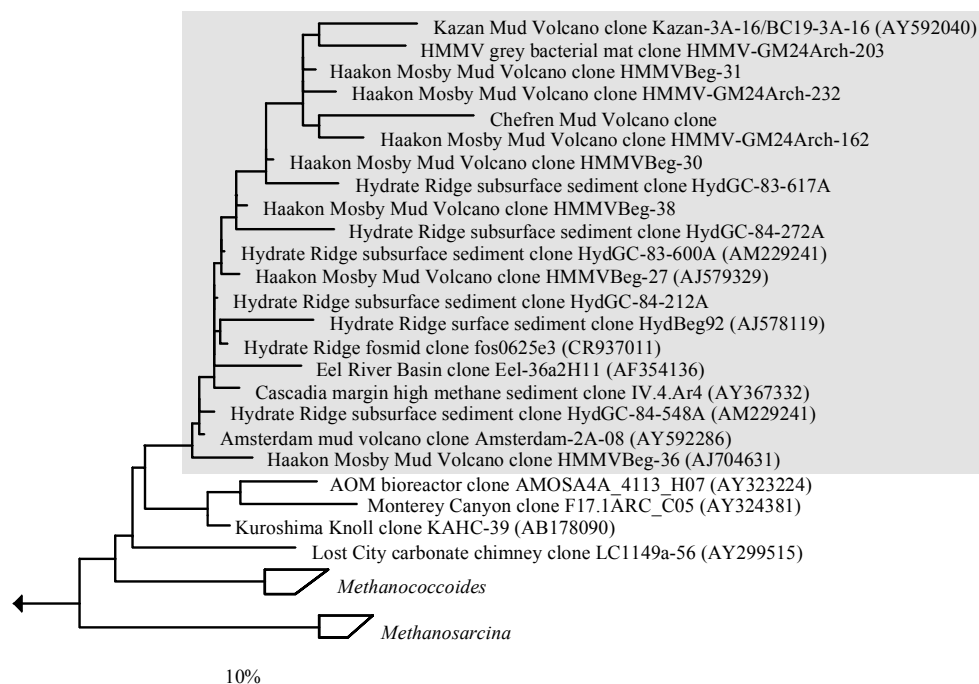 Kazan Mud Volcano clone Kazan-3A-16/BC19-3A-16 (AY592040)
HMMV grey bacterial mat clone HMMV-GM24Arch-203
Haakon Mosby Mud Volcano clone HMMVBeg-31
Haakon Mosby Mud Volcano clone HMMV-GM24Arch-232
Chefren Mud Volcano clone
Haakon Mosby Mud Volcano clone HMMV-GM24Arch-162
Haakon Mosby Mud Volcano clone HMMVBeg-30
Hydrate Ridge subsurface sediment clone HydGC-83-617A
Haakon Mosby Mud Volcano clone HMMVBeg-38
Hydrate Ridge subsurface sediment clone HydGC-84-272A
Hydrate Ridge subsurface sediment clone HydGC-83-600A (AM229241)
Haakon Mosby Mud Volcano clone HMMVBeg-27 (AJ579329)
Hydrate Ridge subsurface sediment clone HydGC-84-212A
Hydrate Ridge surface sediment clone HydBeg92 (AJ578119)
Hydrate Ridge fosmid clone fos0625e3 (CR937011)
Eel River Basin clone Eel-36a2H11 (AF354136)
Cascadia margin high methane sediment clone IV.4.Ar4 (AY367332)
Hydrate Ridge subsurface sediment clone HydGC-84-548A (AM229241)
Amsterdam mud volcano clone Amsterdam-2A-08 (AY592286)
Haakon Mosby Mud Volcano clone HMMVBeg-36 (AJ704631)
AOM bioreactor clone AMOSA4A_4113_H07 (AY323224)
Monterey Canyon clone F17.1ARC_C05 (AY324381)
Kuroshima Knoll clone KAHC-39 (AB178090)
Lost City carbonate chimney clone LC1149a-56 (AY299515)
Methanococcoides
Methanosarcina
10%